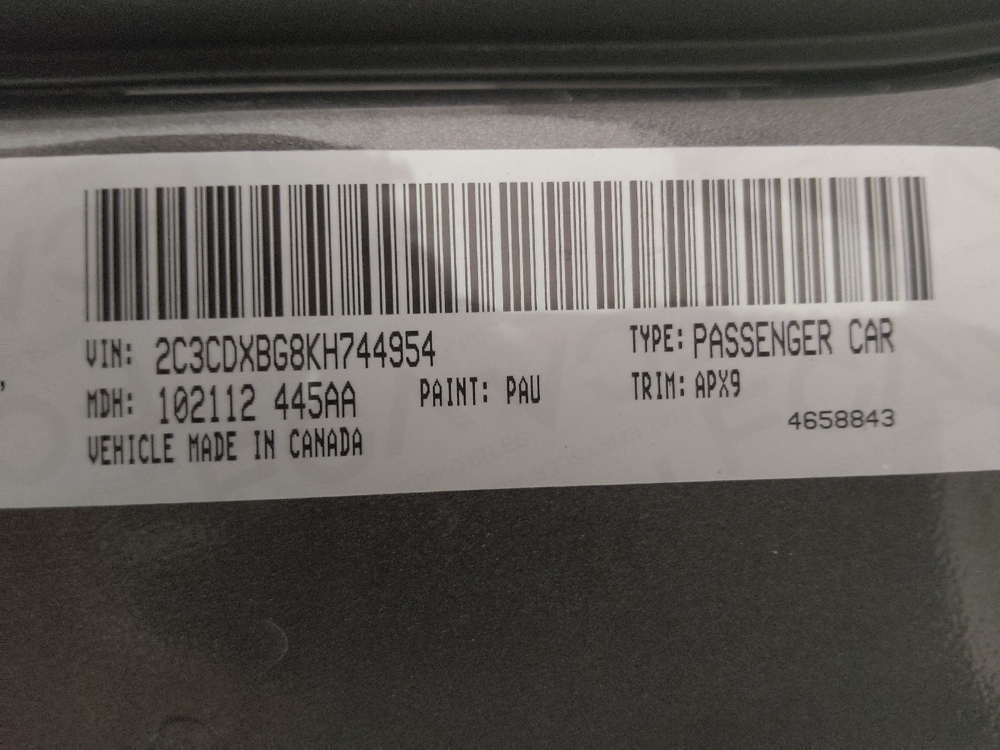 VIN: 2C3CDXBG8KH744954 TYPE: PASSENGER CAR
MDH: 102112 445AA PAINT: PAU TRIM: APX9
VEHICLE MADE IN CANADA 4658843